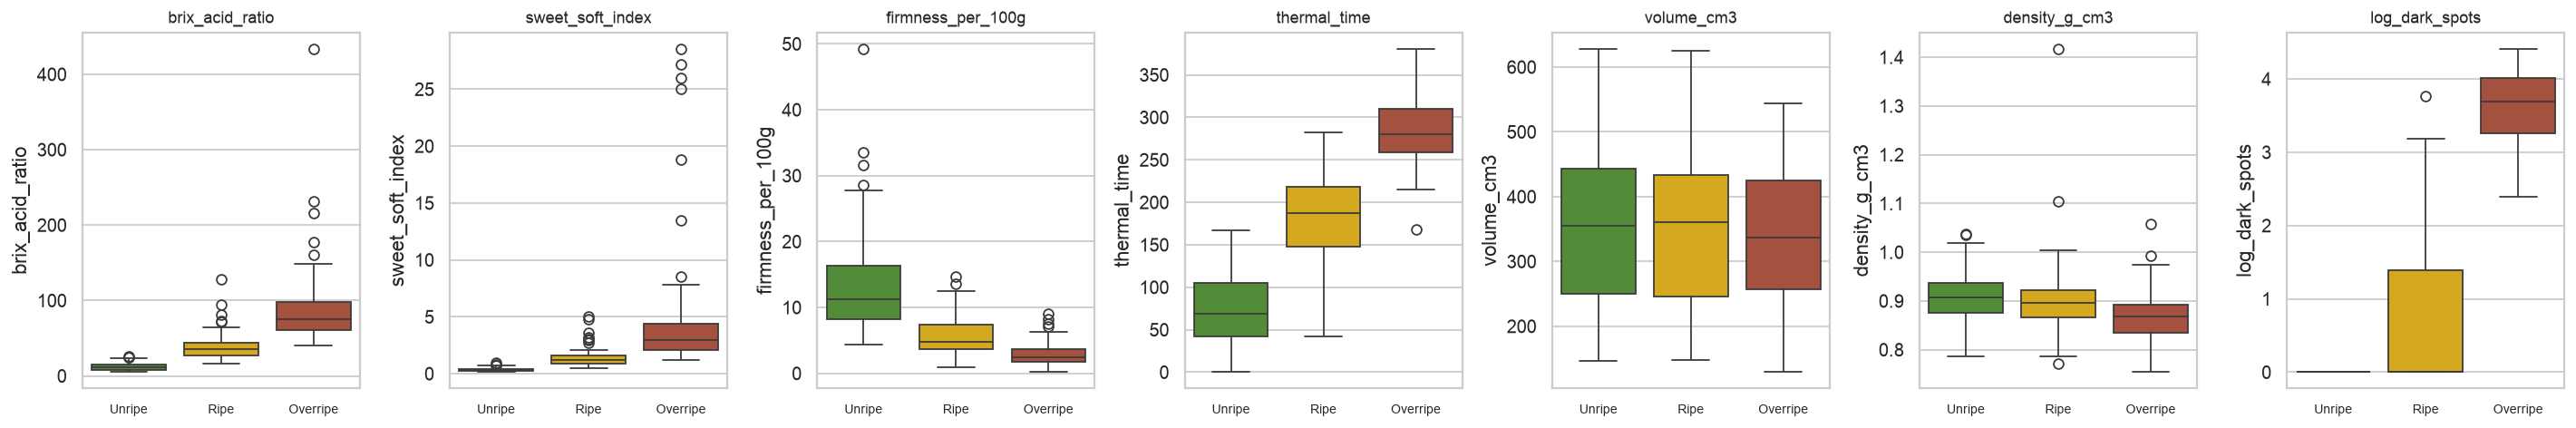 brix_acid_ratio
brix_acid_ratio
400
300
200
100
0
Unripe Ripe Overripe
sweet_soft_index
sweet_soft_index
25
20
15
10
5
0
Unripe Ripe Overripe
firmness_per_100g
firmness_per_100g
50
40
30
20
10
0
Unripe Ripe Overripe
thermal_time
thermal_time
350
300
250
200
150
100
50
0
Unripe Ripe Overripe
volume_cm3
volume_cm3
600
500
400
300
200
Unripe Ripe Overripe
density_g_cm3
density_g_cm3
1.4
1.3
1.2
1.1
1.0
0.9
0.8
Unripe Ripe Overripe
log_dark_spots
log_dark_spots
4
3
2
1
0
Unripe Ripe Overripe